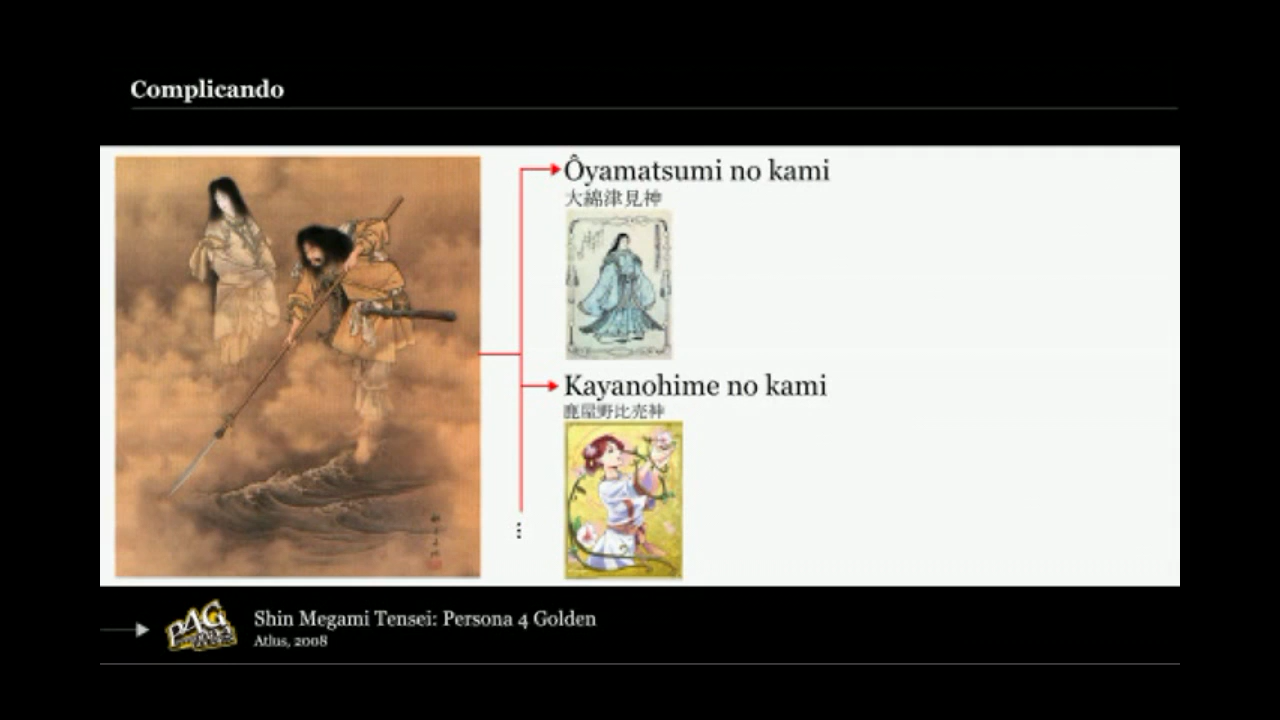 Complicando
Ôyamatsumi no kami
大綿津見神
Kayanohime no kami
鹿屋野比売神
⋮
P4G
Shin Megami Tensei: Persona 4 Golden
Atlus, 2008